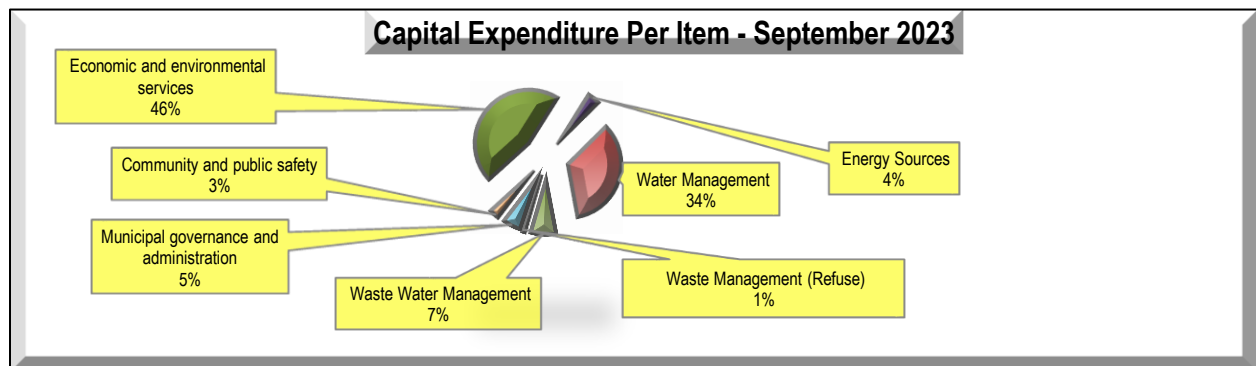 Capital Expenditure Per Item - September 2023
Economic and environmental
services
46%
Community and public safety
3%
Municipal governance and
administration
5%
Waste Water Management
7%
Waste Management (Refuse)
1%
Water Management
34%
Energy Sources
4%